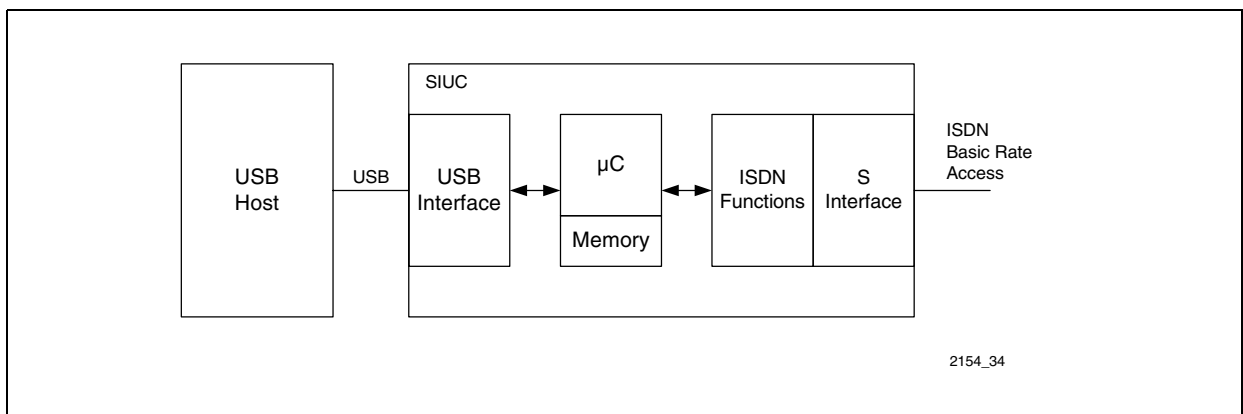 SIUC
USB
Host
USB
USB
Interface
µC
Memory
ISDN
Functions
S
Interface
ISDN
Basic Rate
Access
2154_34